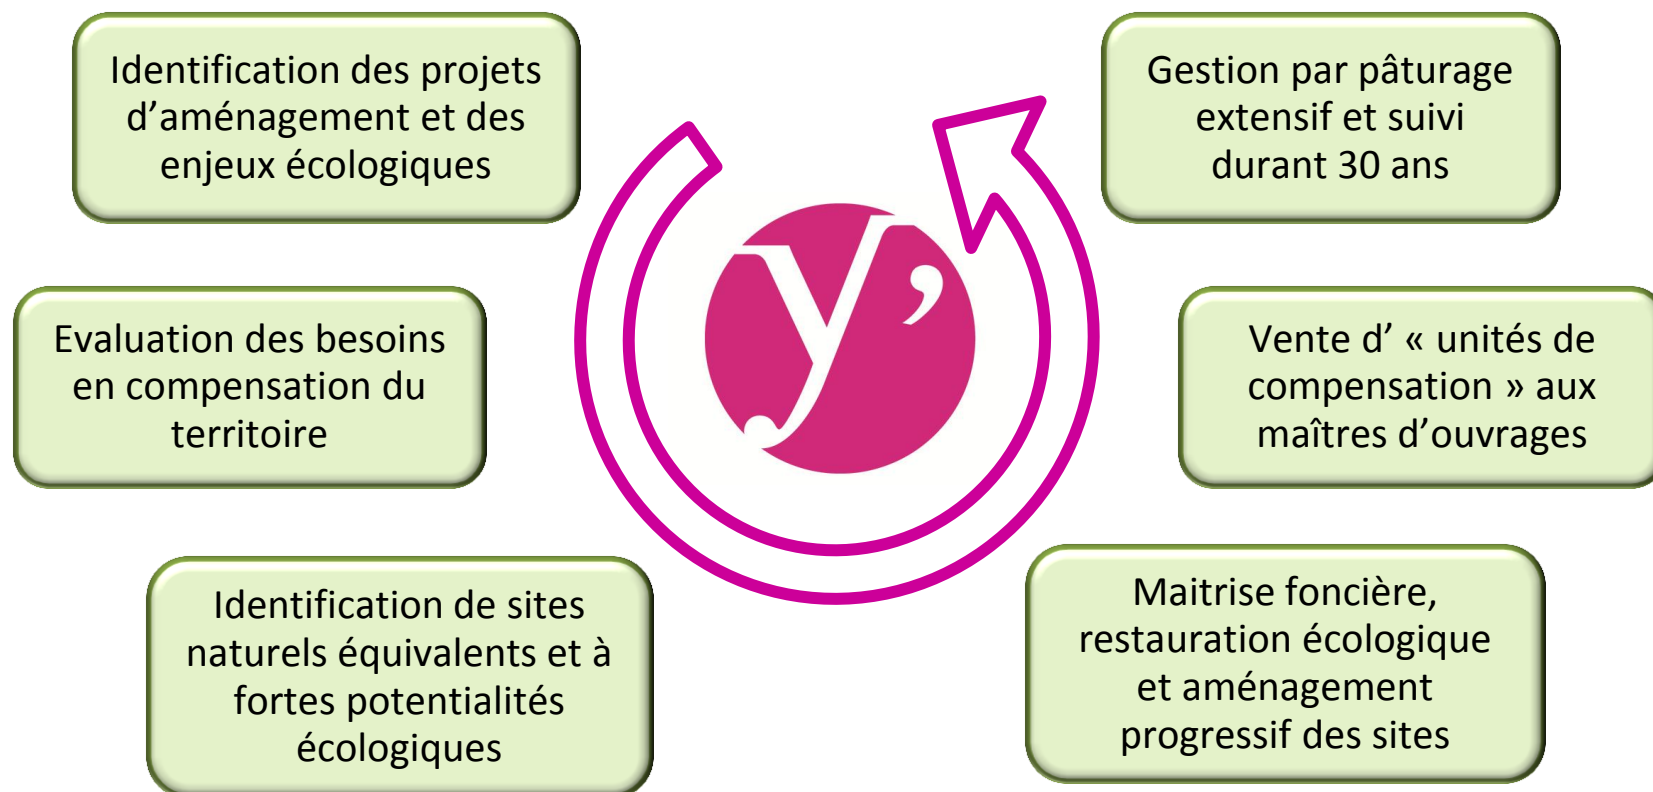 Identification des projets
d’aménagement et des
enjeux écologiques
Evaluation des besoins
en compensation du
territoire
Identification de sites
naturels équivalents et à
fortes potentialités
écologiques
Maitrise foncière,
restauration écologique
et aménagement
progressif des sites
Vente d’ « unités de
compensation » aux
maîtres d’ouvrages
Gestion par pâturage
extensif et suivi
durant 30 ans
y’